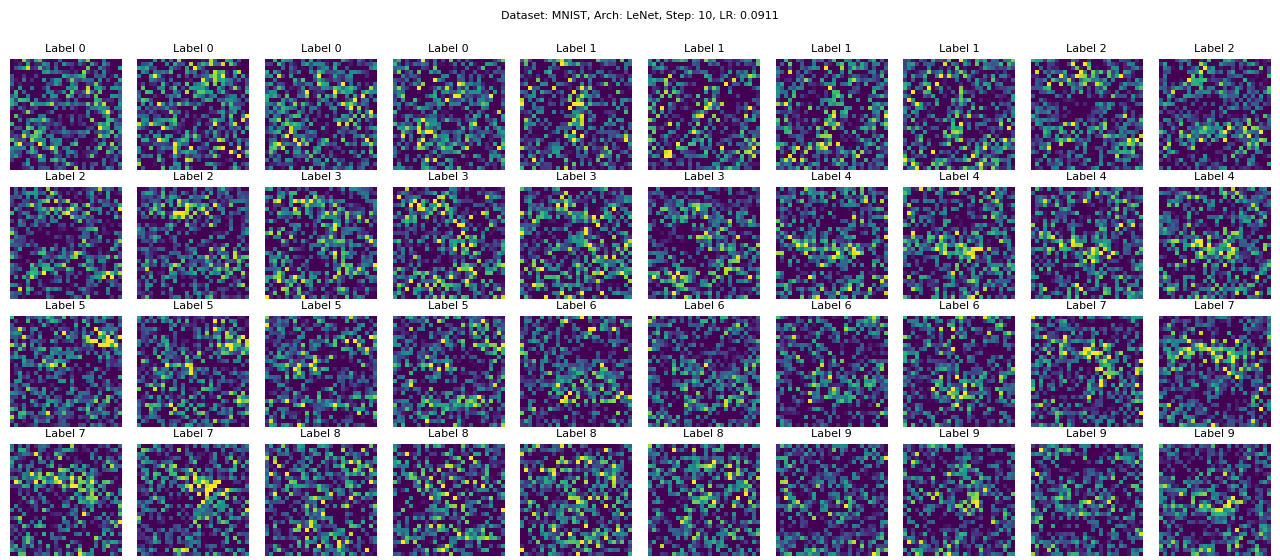 Dataset: MNIST, Arch: LeNet, Step: 10, LR: 0.0911
Label 0 Label 0 Label 0 Label 0 Label 1 Label 1 Label 1 Label 1 Label 2 Label 2
Label 2 Label 2 Label 3 Label 3 Label 3 Label 3 Label 4 Label 4 Label 4 Label 4
Label 5 Label 5 Label 5 Label 5 Label 6 Label 6 Label 6 Label 6 Label 7 Label 7
Label 7 Label 7 Label 8 Label 8 Label 8 Label 8 Label 9 Label 9 Label 9 Label 9